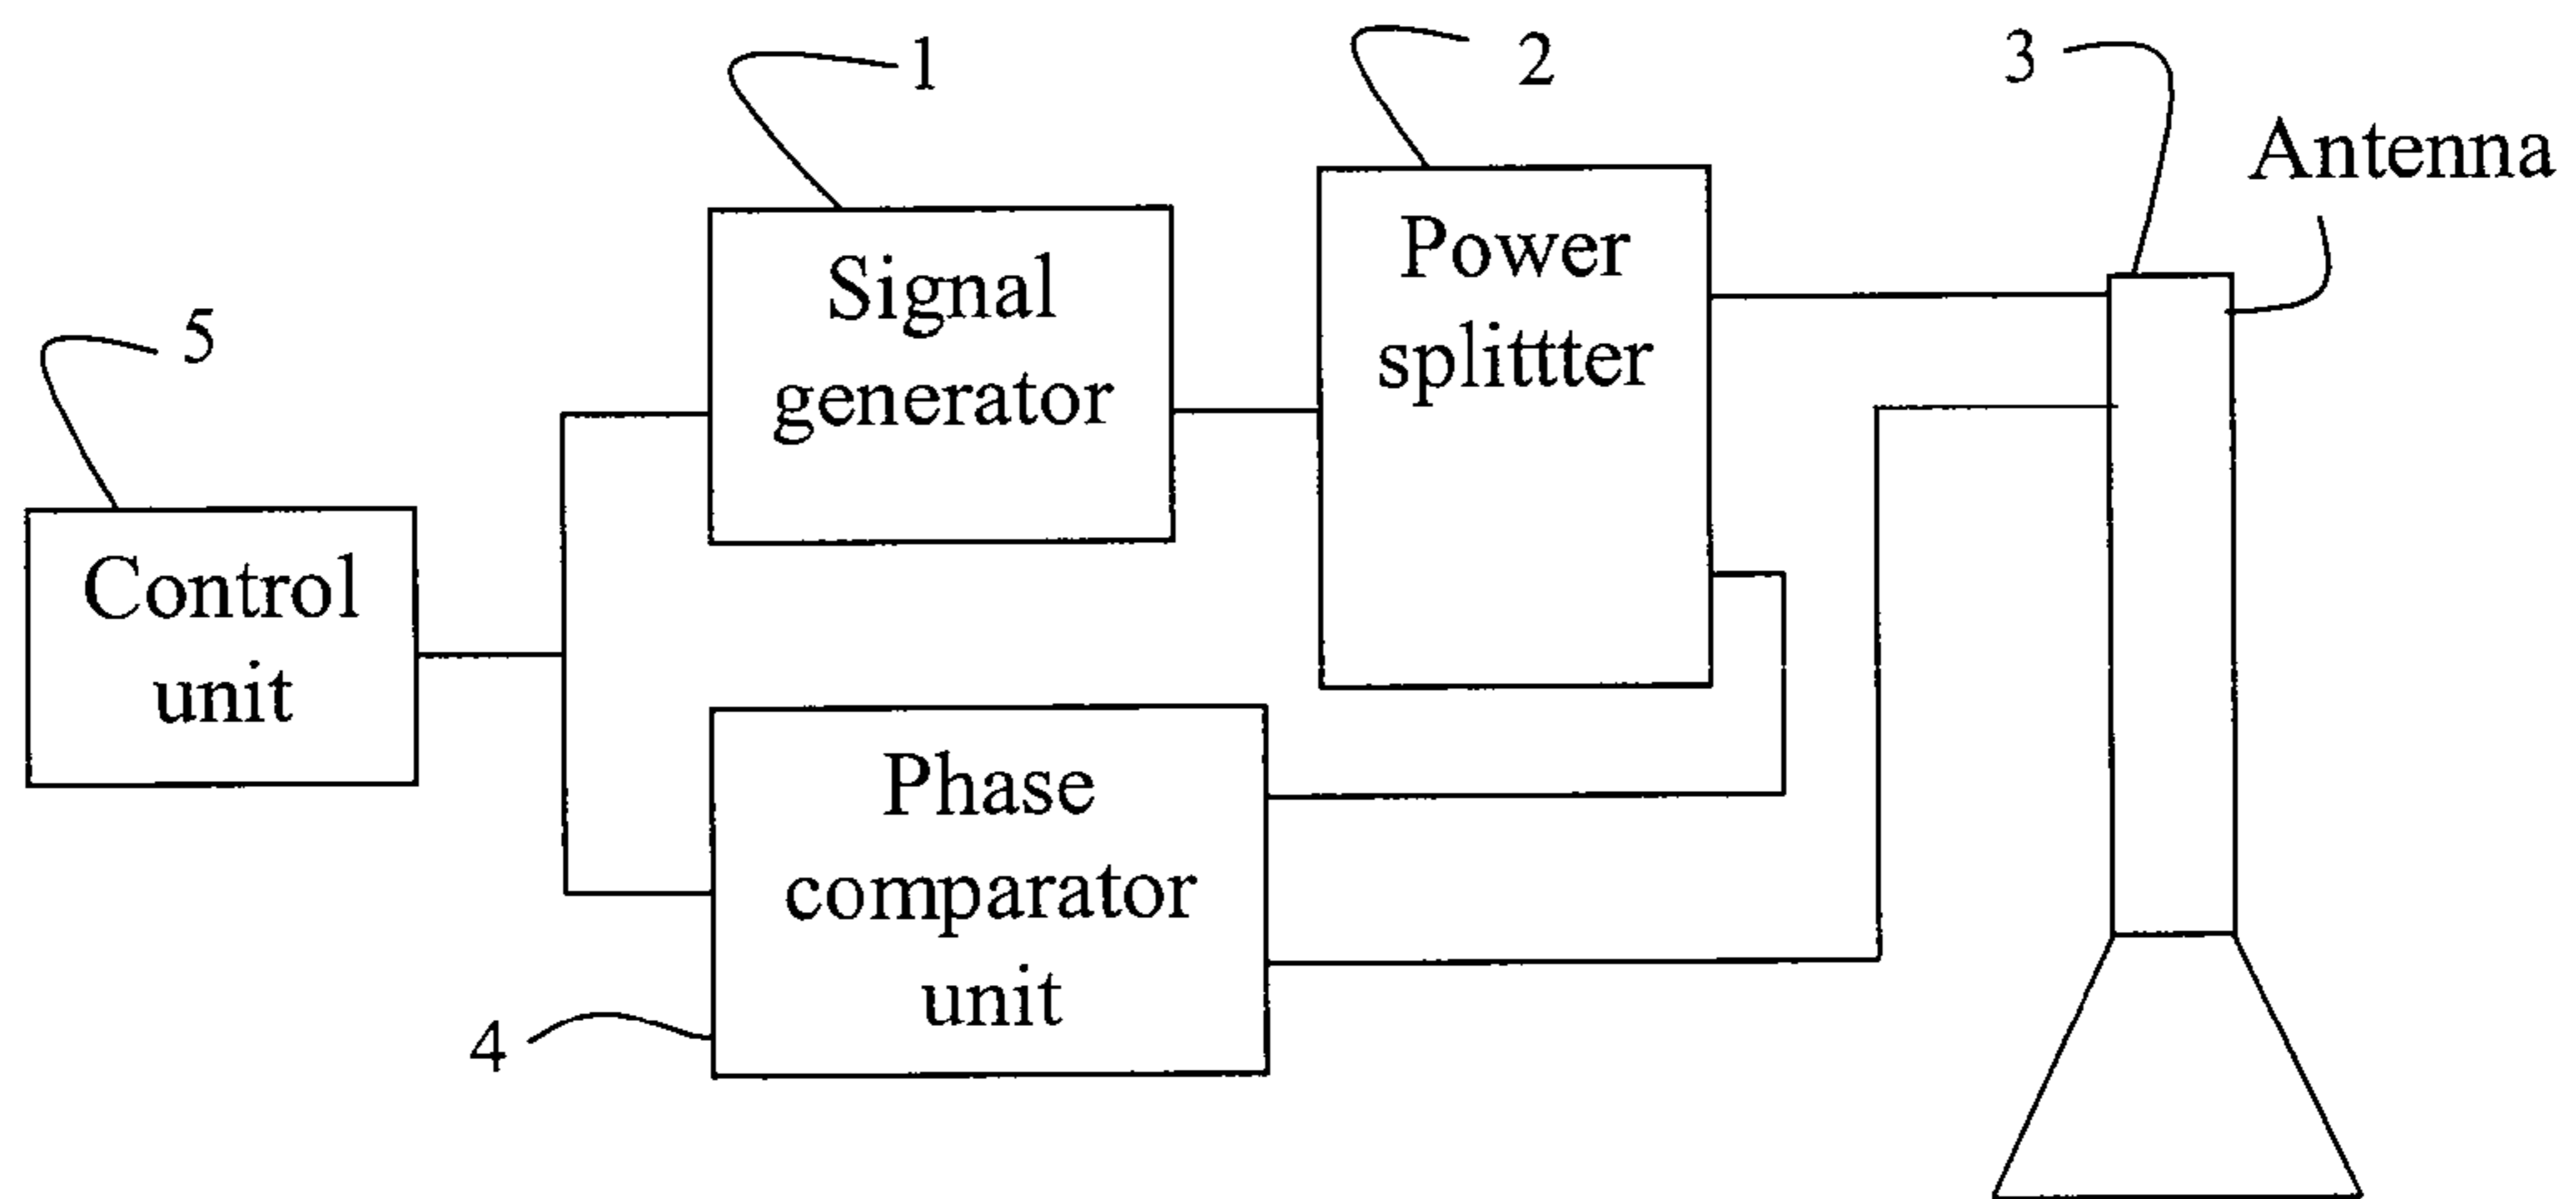 1
2
3
Antenna
Signal
generator
Power
splittter
5
Control
unit
Phase
comparator
unit
4